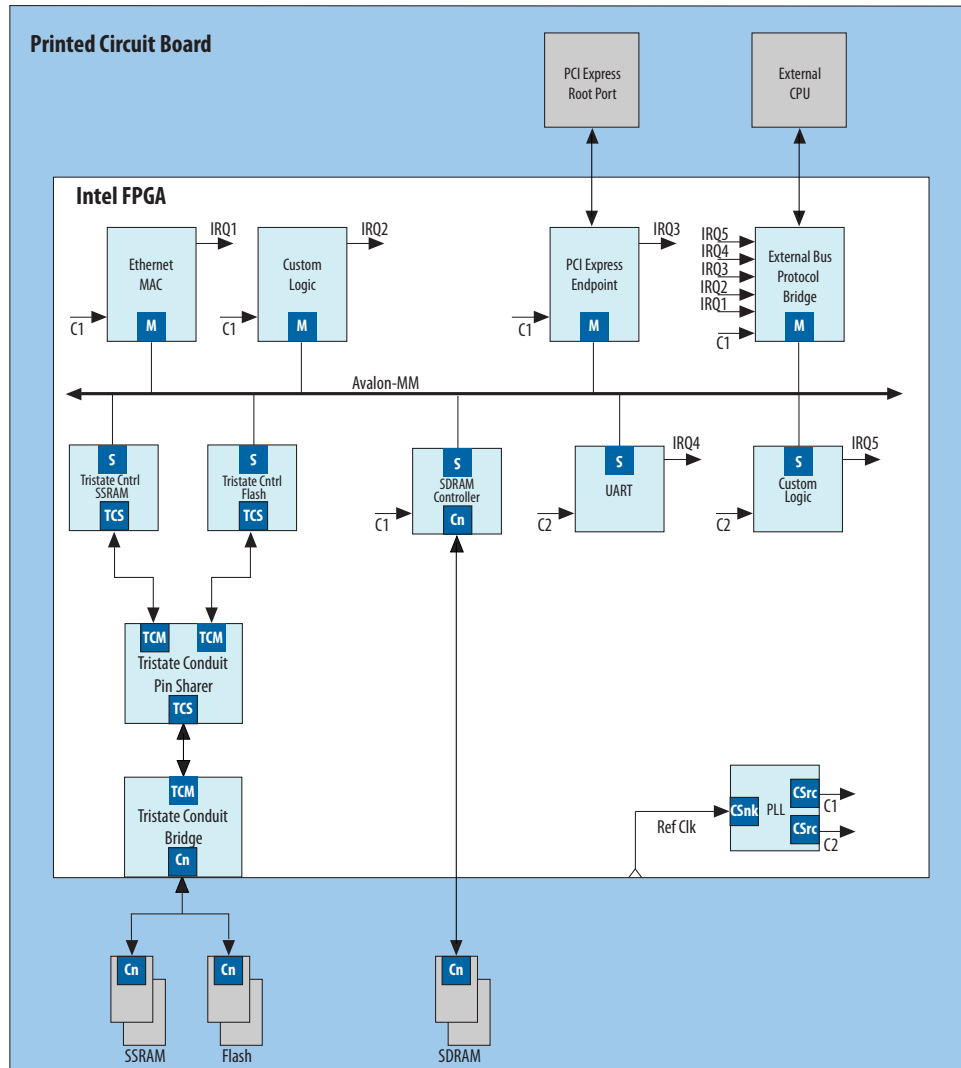 Printed Circuit Board
PCI Express
Root Port
External
CPU
Intel FPGA
IRQ1
Ethernet
MAC
C1
M
IRQ2
Custom
Logic
C1
M
IRQ3
PCI Express
Endpoint
C1
M
IRQ5
IRQ4
IRQ3
IRQ2
IRQ1
C1
External Bus
Protocol
Bridge
M
Avalon-MM
S
Tristate Cntrl
SSRAM
TCS
S
Tristate Cntrl
Flash
TCS
S
SDRAM
Controller
C1
Cn
S
UART
IRQ4
C2
S
Custom
Logic
IRQ5
C2
TCM
TCM
Tristate Conduit
Pin Sharer
TCS
TCM
Tristate Conduit
Bridge
Cn
Ref Clk
CSnk
PLL
CSrc
C1
CSrc
C2
Cn
SSRAM
Cn
Flash
Cn
SDRAM